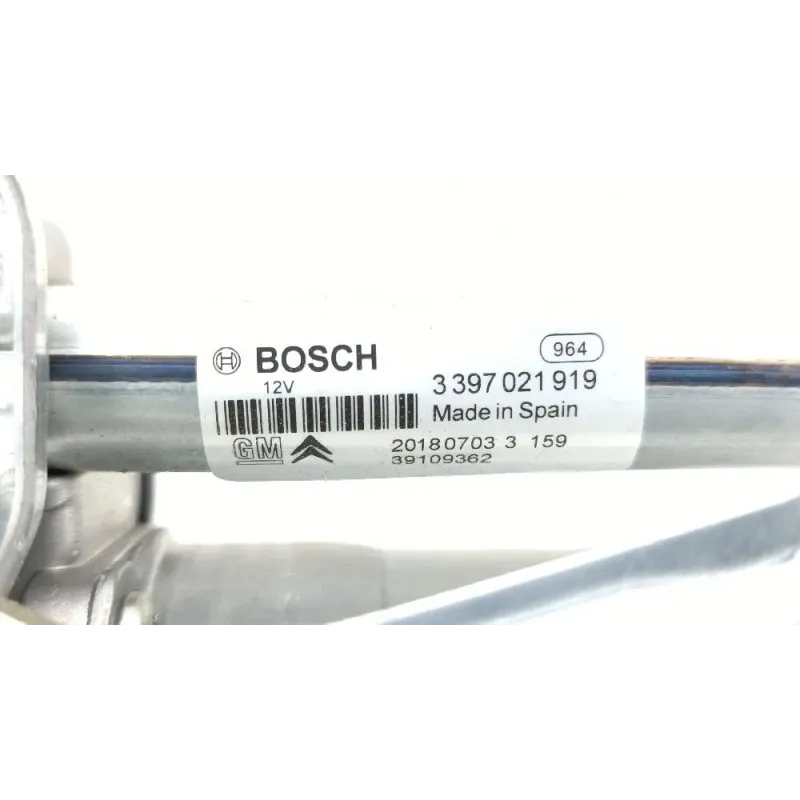 BOSCH 964
12V 3 397 021 919
Made in Spain
GM 20180703 3 159
39109362